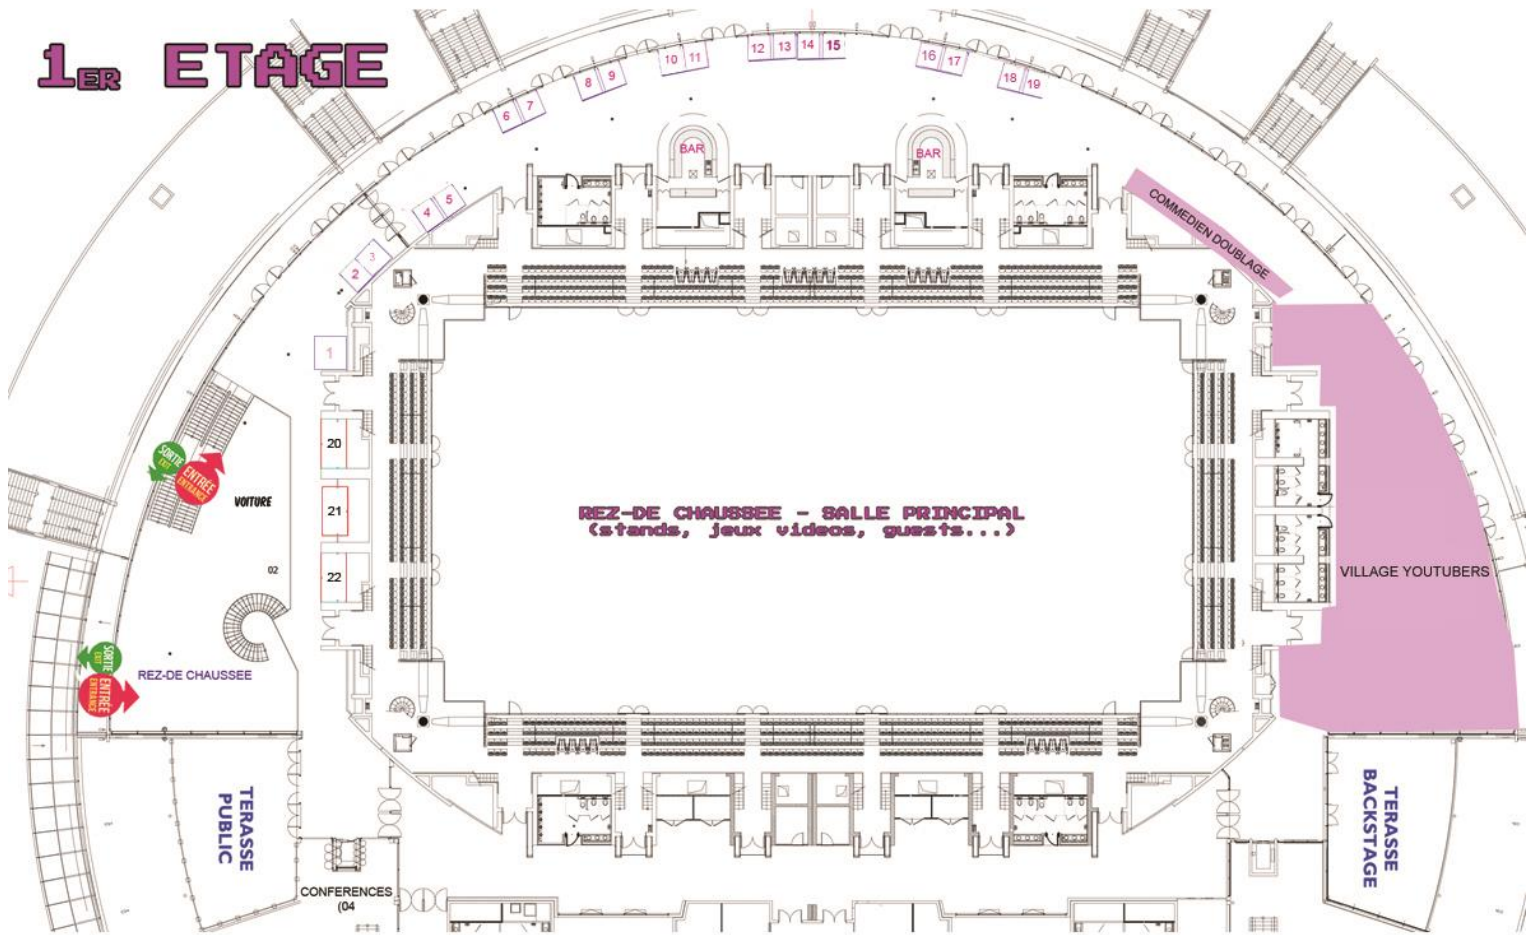 1ER ETAGE
1
2
3
4
5
6
7
8
9
10
11
12
13
14
15
16
17
18
19
BAR
BAR
COMMEDIEN DOUBLAGE
20
21
22
SORTIE
EXIT
ENTRÉE
ENTRANCE
VOITURE
02
REZ-DE CHAUSSEE - SALLE PRINCIPAL
(stands, jeux videos, guests...)
VILLAGE YOUTUBERS
SORTIE
EXIT
ENTRÉE
ENTRANCE
REZ-DE CHAUSSEE
TERASSE
PUBLIC
TERASSE
BACKSTAGE
CONFERENCES
(04